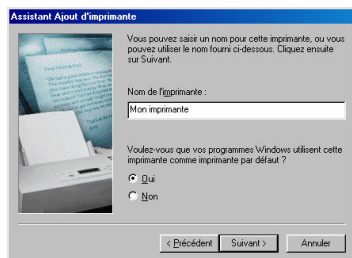 Assistant Ajout d'imprimante
Vous pouvez saisir un nom pour cette imprimante, ou vous
pouvez utiliser le nom fourni ci-dessous. Cliquez ensuite
sur Suivant.
Nom de l'imprimante :
Mon imprimante
Voulez-vous que vos programmes Windows utilisent cette
imprimante comme imprimante par défaut ?
Oui
Non
< Précédent
Suivant >
Annuler